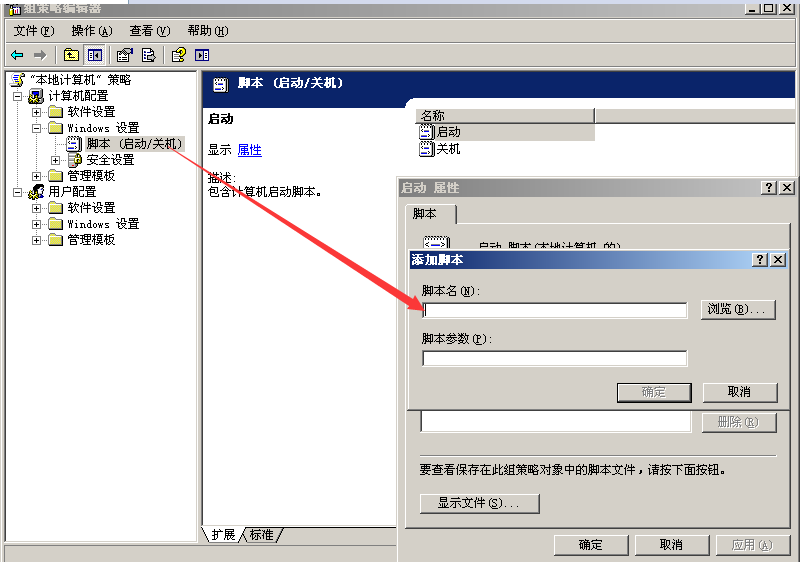 组策略编辑器
文件(F) 操作(A) 查看(V) 帮助(H)
“本地计算机”策略
计算机配置
软件设置
Windows 设置
脚本 (启动/关机)
安全设置
管理模板
用户配置
软件设置
Windows 设置
管理模板
脚本 (启动/关机)
启动
显示 属性
描述:
包含计算机启动脚本。
名称
启动
关机
扩展 标准
启动 属性
脚本
启动 脚本(本地计算机 的)
添加脚本
脚本名(N):
浏览(B)...
脚本参数(P):
确定 取消
删除(R)
要查看保存在此组策略对象中的脚本文件，请按下面按钮。
显示文件(S)...
确定 取消 应用(A)